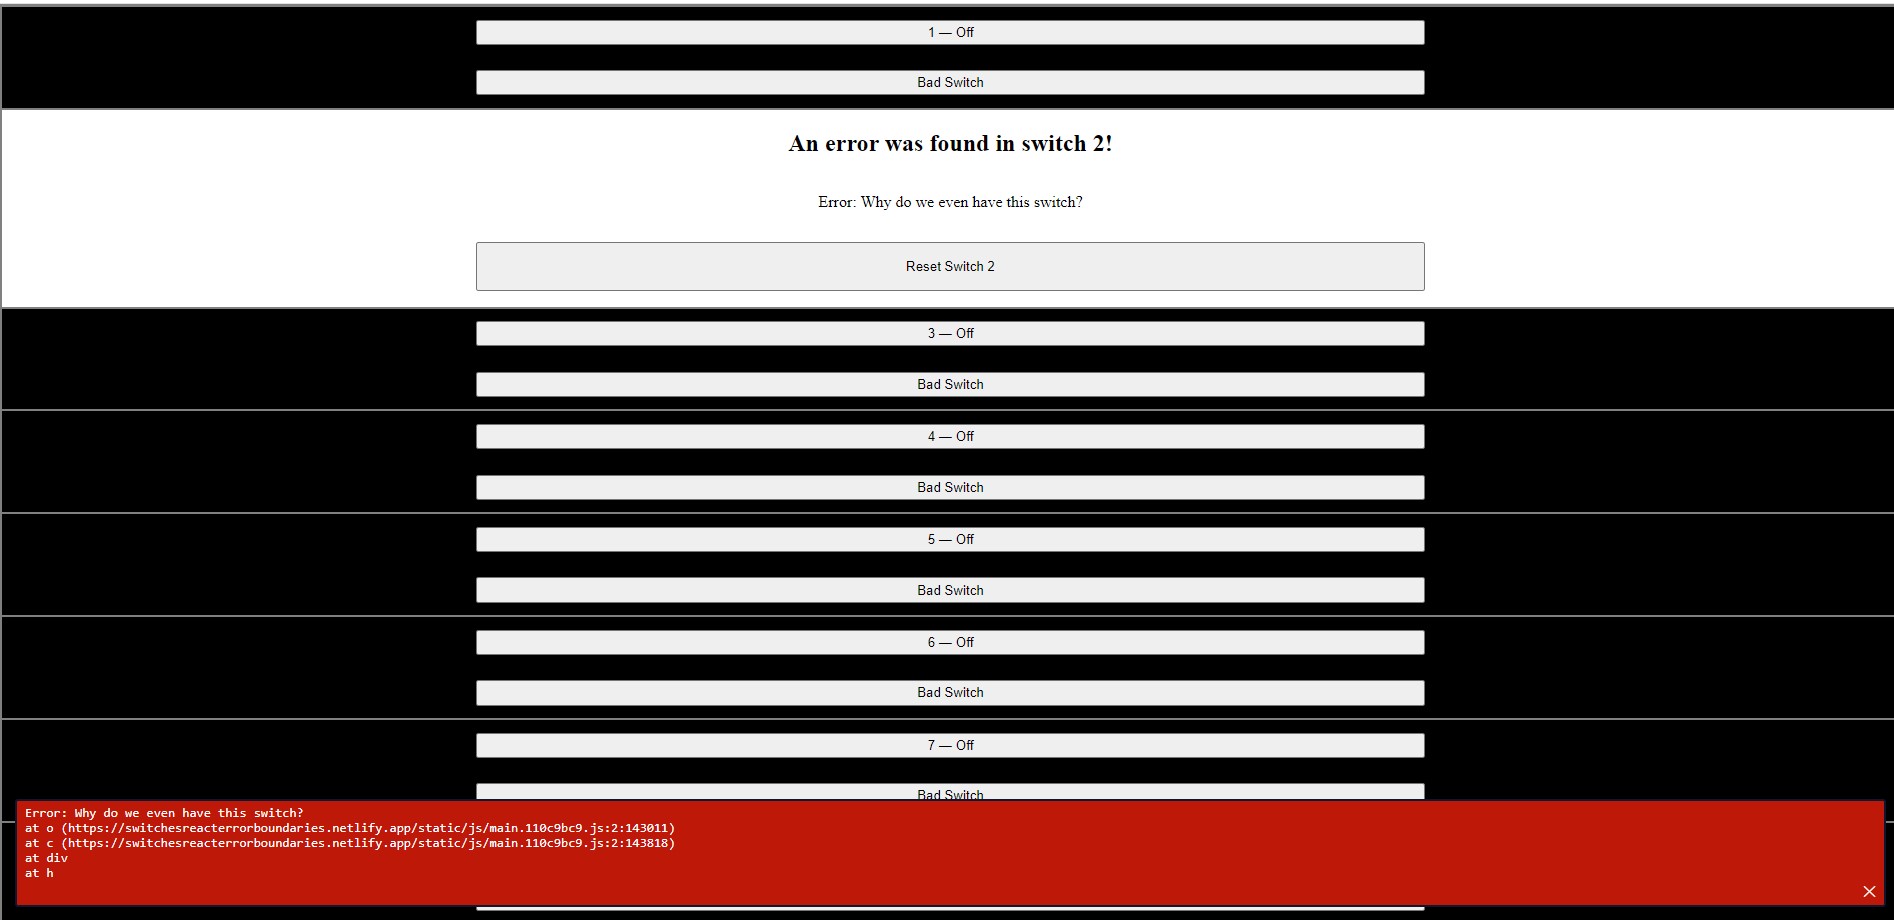 1 — Off
Bad Switch
An error was found in switch 2!
Error: Why do we even have this switch?
Reset Switch 2
3 — Off
Bad Switch
4 — Off
Bad Switch
5 — Off
Bad Switch
6 — Off
Bad Switch
7 — Off
Bad Switch
Error: Why do we even have this switch?
at o (https://switchesreacterrorboundaries.netlify.app/static/js/main.110c9bc9.js:2:143011)
at c (https://switchesreacterrorboundaries.netlify.app/static/js/main.110c9bc9.js:2:143818)
at div
at h